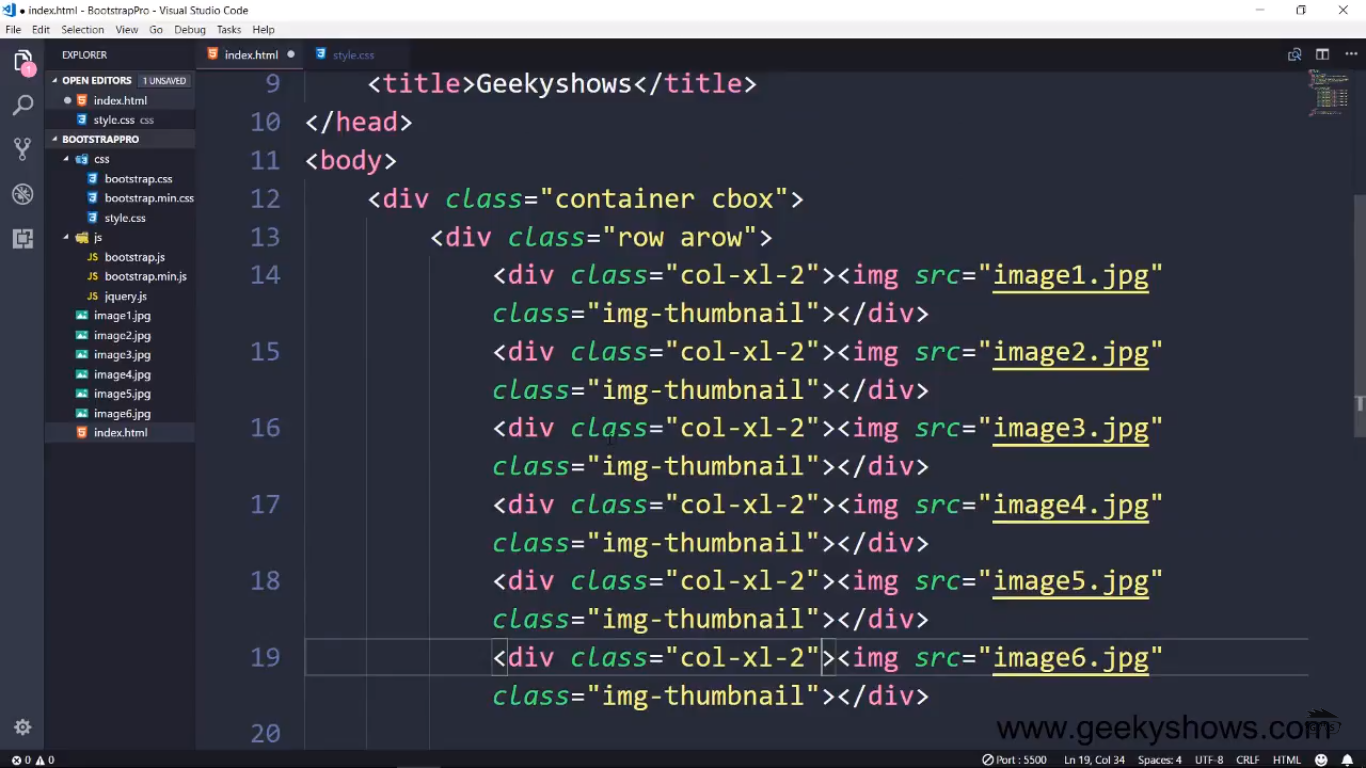 index.html - BootstrapPro - Visual Studio Code
File Edit Selection View Go Debug Tasks Help
EXPLORER
index.html
style.css
OPEN EDITORS 1 UNSAVED
index.html
style.css css
BOOTSTRAPPRO
css
bootstrap.css
bootstrap.min.css
style.css
js
bootstrap.js
bootstrap.min.js
jquery.js
image1.jpg
image2.jpg
image3.jpg
image4.jpg
image5.jpg
image6.jpg
index.html
1
9 <title>Geekyshows</title>
10 </head>
11 <body>
12 <div class="container cbox">
13 <div class="row arow">
14 <div class="col-xl-2"><img src="image1.jpg"
class="img-thumbnail"></div>
15 <div class="col-xl-2"><img src="image2.jpg"
class="img-thumbnail"></div>
16 <div class="col-xl-2"><img src="image3.jpg"
class="img-thumbnail"></div>
17 <div class="col-xl-2"><img src="image4.jpg"
class="img-thumbnail"></div>
18 <div class="col-xl-2"><img src="image5.jpg"
class="img-thumbnail"></div>
19 <div class="col-xl-2"><img src="image6.jpg"
class="img-thumbnail"></div>
20
www.geekyshows.com
0 0 Port : 5500 Ln 19, Col 34 Spaces: 4 UTF-8 CRLF HTML